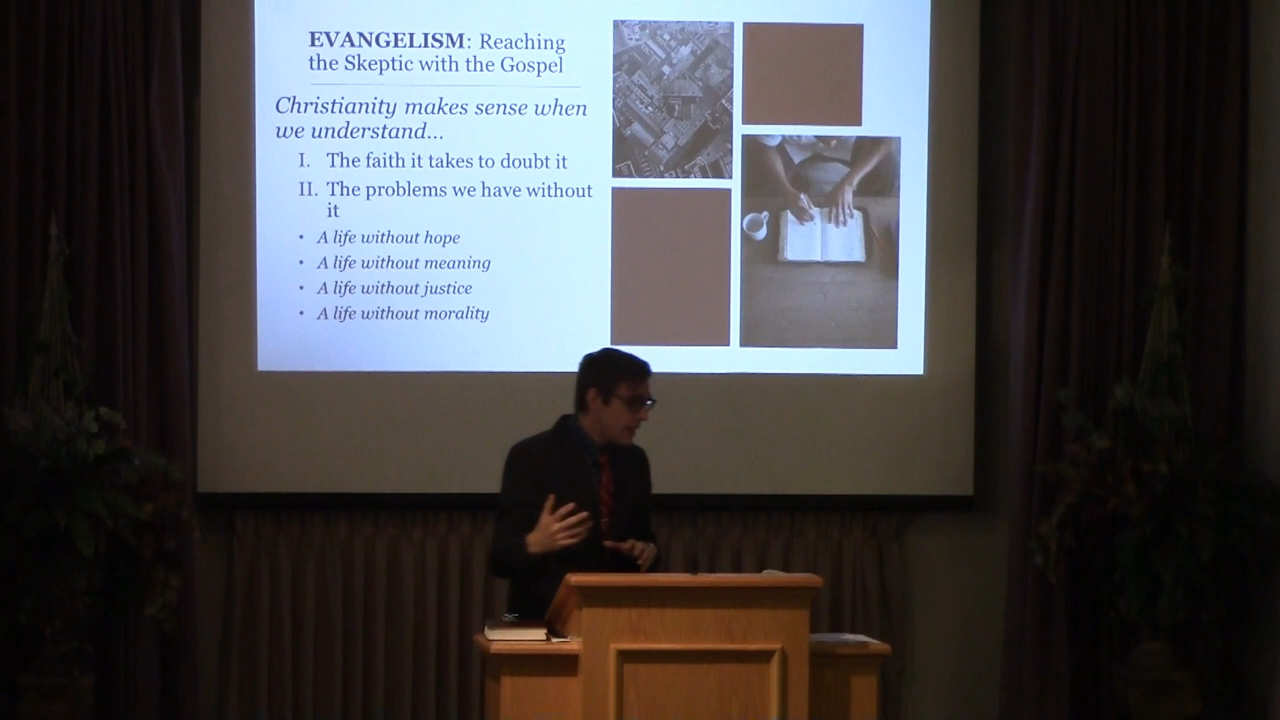 EVANGELISM: Reaching
the Skeptic with the Gospel
Christianity makes sense when
we understand...
I. The faith it takes to doubt it
II. The problems we have without
it
• A life without hope
• A life without meaning
• A life without justice
• A life without morality